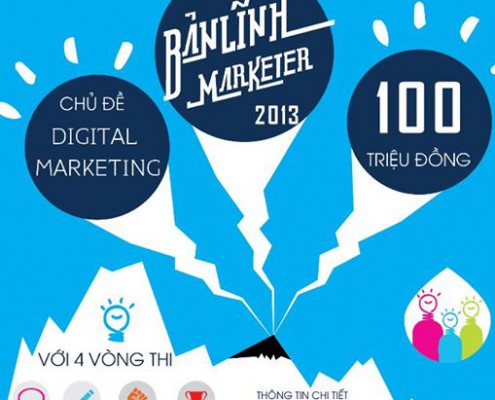 BẢN LĨNH
MARKETER
2013
CHỦ ĐỀ
DIGITAL
MARKETING
100
TRIỆU ĐỒNG
VỚI 4 VÒNG THI
THÔNG TIN CHI TIẾT